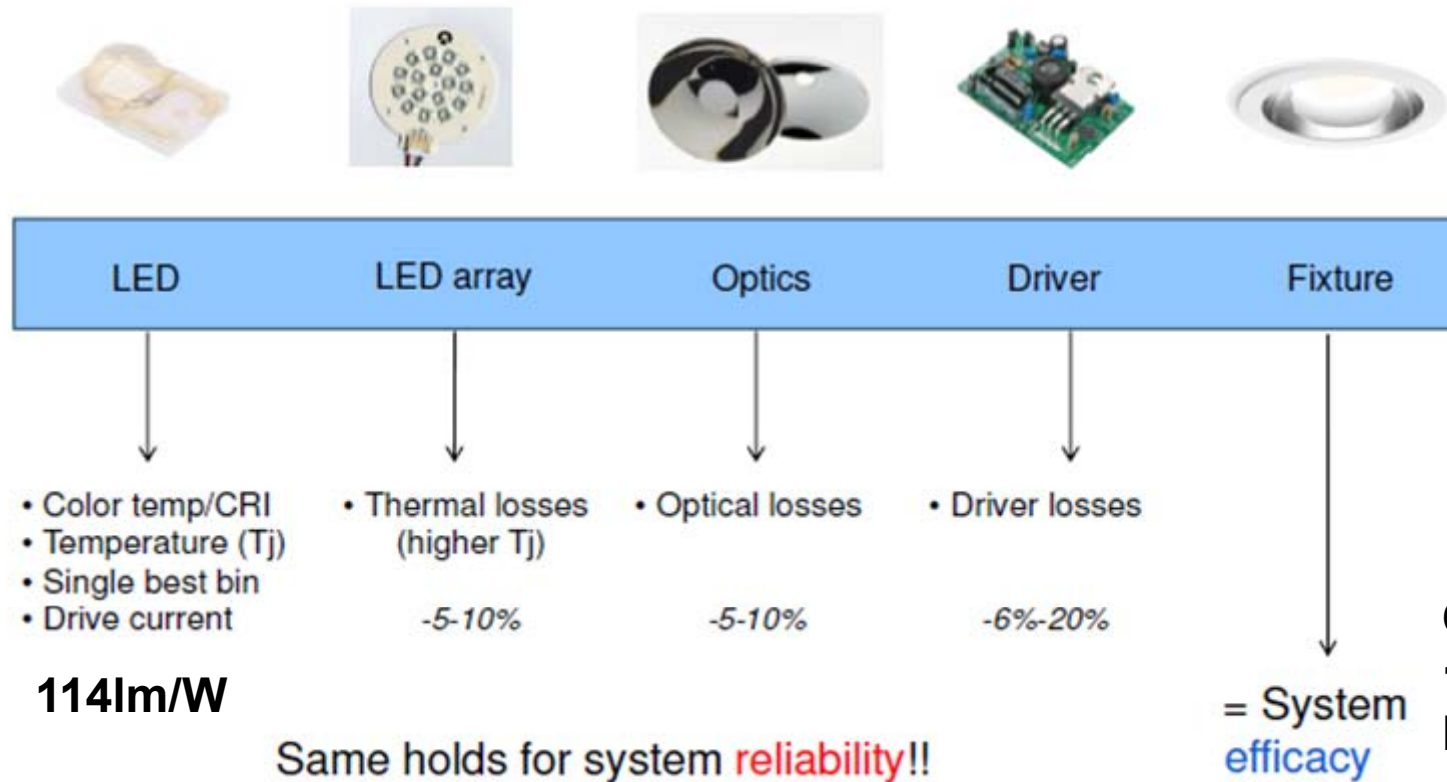 LED
LED array
Optics
Driver
Fixture
• Color temp/CRI
• Temperature (Tj)
• Single best bin
• Drive current
• Thermal losses
(higher Tj)
-5-10%
• Optical losses
-5-10%
• Driver losses
-6%-20%
114lm/W
= System
efficacy
Same holds for system reliability!!